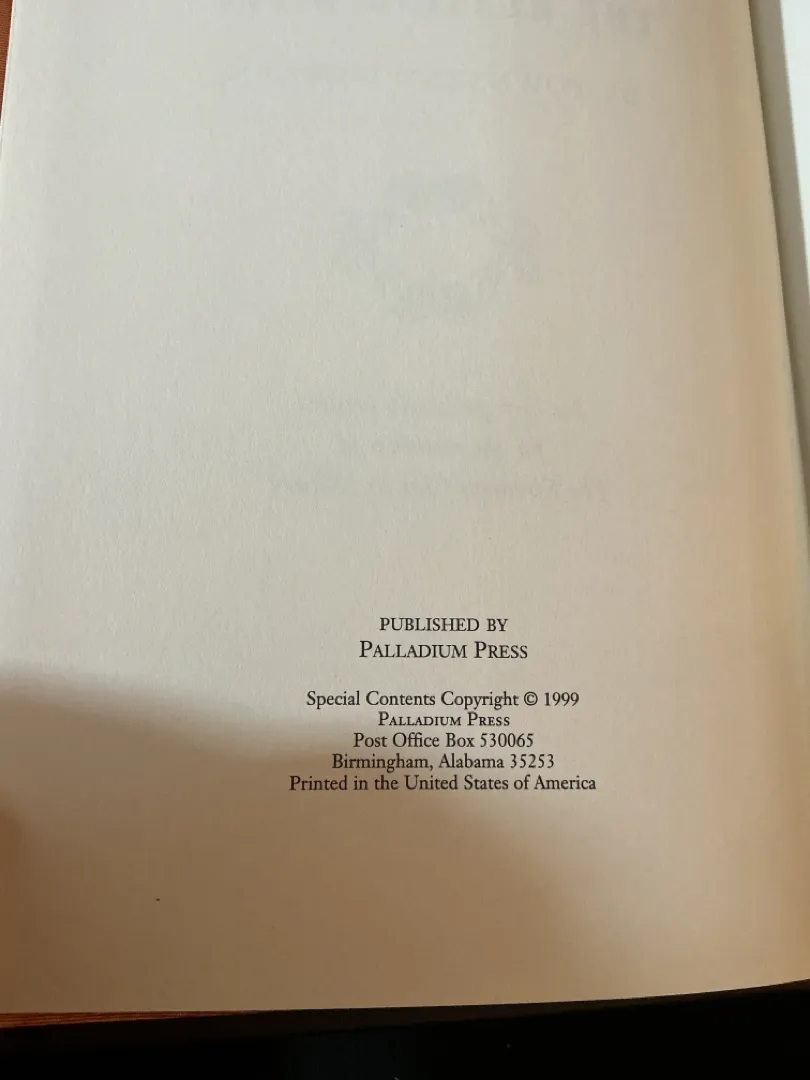 PUBLISHED BY
PALLADIUM PRESS
Special Contents Copyright © 1999
PALLADIUM PRESS
Post Office Box 530065
Birmingham, Alabama 35253
Printed in the United States of America